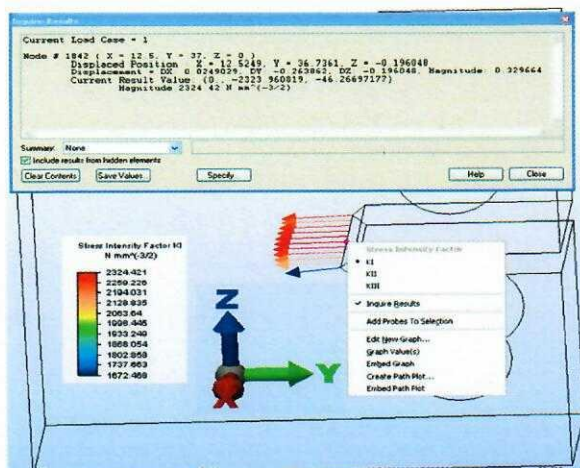 Inquire Results
Current Load Case = 1
Node # 1842 ( X = 12.5, Y = 37, Z = 0 )
Displaced Position X = 12.5249, Y = 36.7361, Z = -0.196048
Displacement = DX 0.0249029, DY -0.263862, DZ -0.196048, Magnitude: 0.329664
Current Result Value: (0., -2323.960819, -46.26697177)
Magnitude 2324.42 N mm^(-3/2)
Summary: None
Include results from hidden elements
Clear Contents Save Values... Specify Help Close
Stress Intensity Factor KI
N mm^(-3/2)
2324.421
2259.226
2194.031
2128.835
2063.64
1998.445
1933.249
1868.054
1802.858
1737.663
1672.468
Z
Y
X
Stress Intensity Factor
KI
KII
KIII
Inquire Results
Add Probes To Selection
Edit New Graph...
Graph Value(s)
Embed Graph
Create Path Plot...
Embed Path Plot